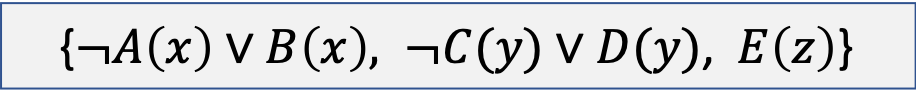 {¬A(x) ∨ B(x), ¬C(y) ∨ D(y), E(z)}